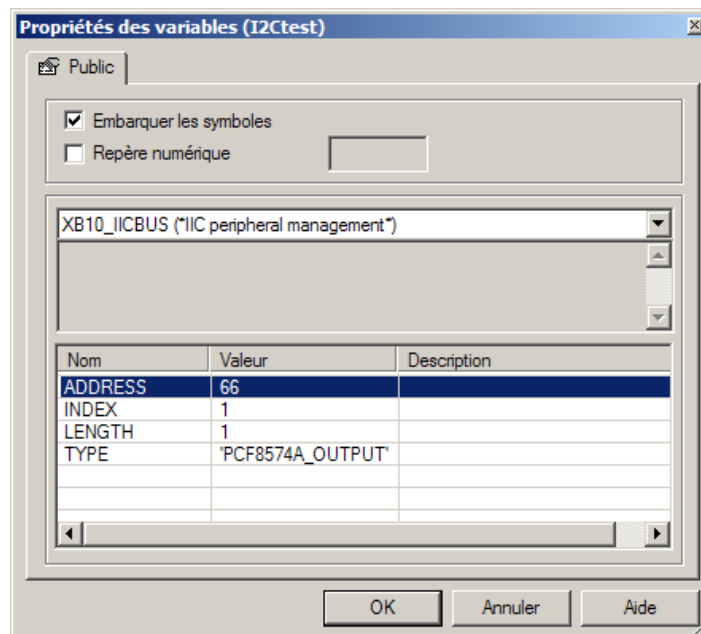 Propriétés des variables (I2Ctest)
Public
Embarquer les symboles
Repère numérique
XB10_IICBUS (*IIC peripheral management*)
Nom Valeur Description
ADDRESS 66
INDEX 1
LENGTH 1
TYPE 'PCF8574A_OUTPUT'
OK Annuler Aide